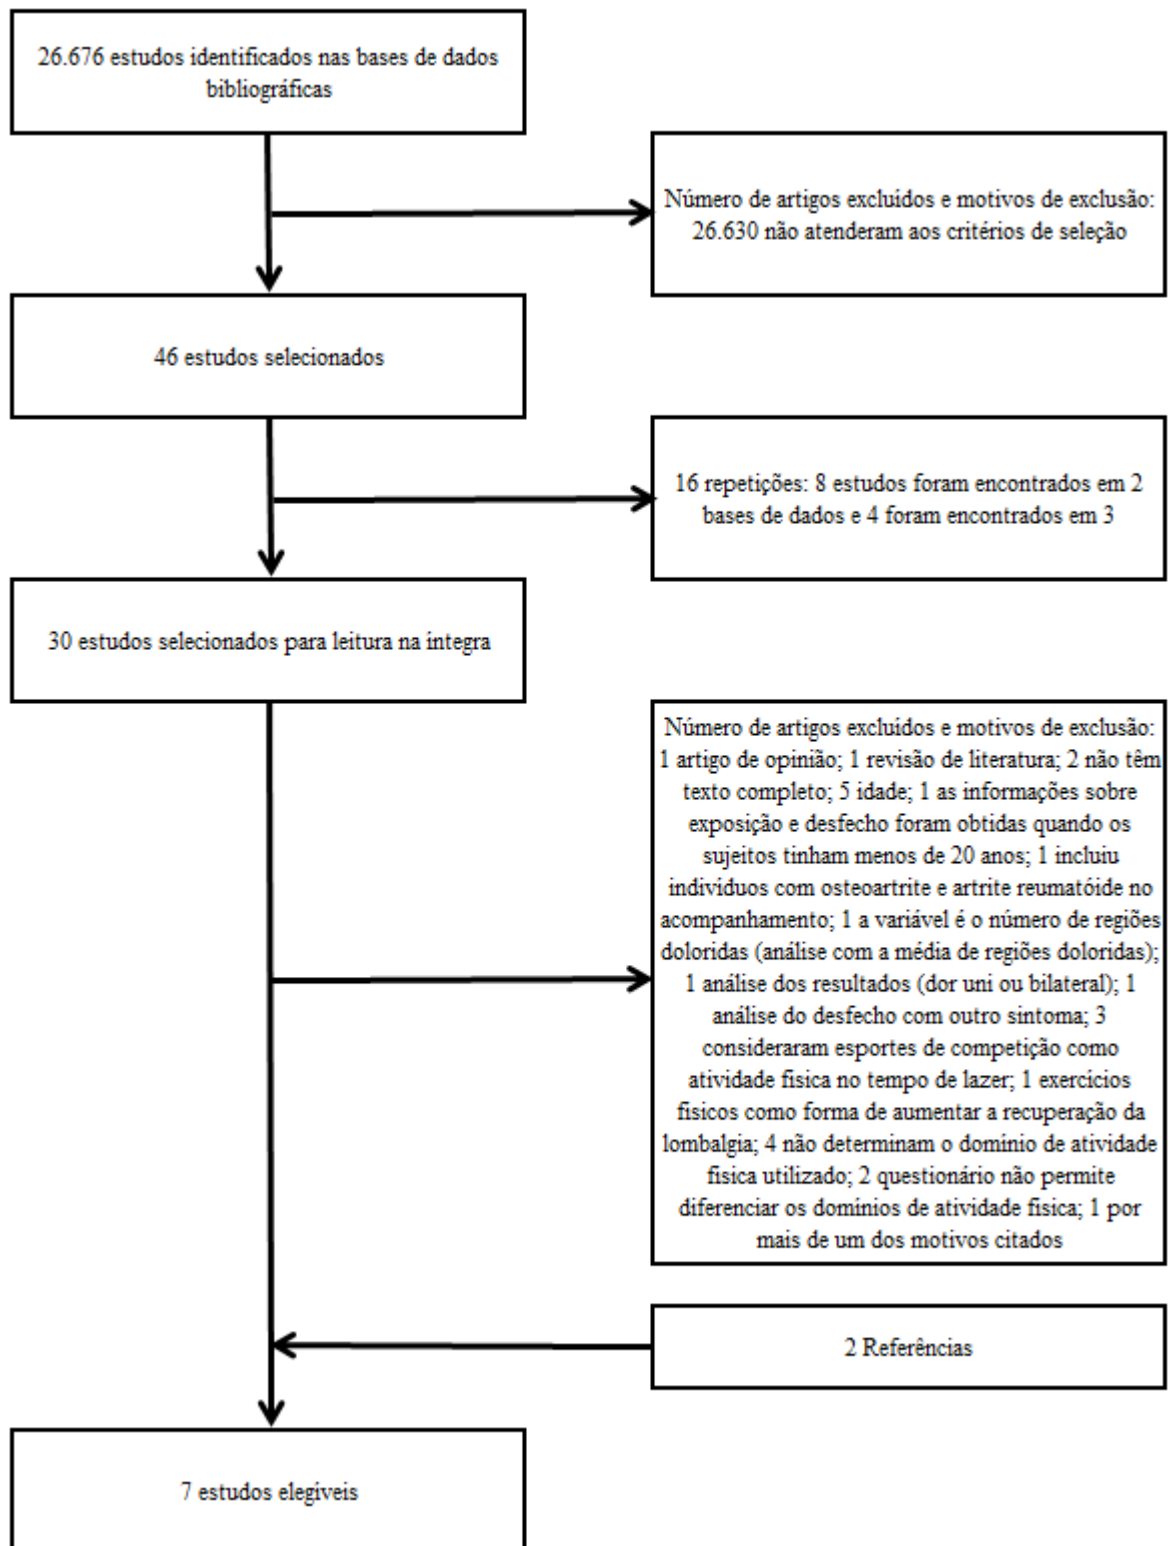 26.676 estudos identificados nas bases de dados
bibliográficas
Número de artigos excluídos e motivos de exclusão:
26.630 não atenderam aos critérios de seleção
46 estudos selecionados
16 repetições: 8 estudos foram encontrados em 2
bases de dados e 4 foram encontrados em 3
30 estudos selecionados para leitura na íntegra
Número de artigos excluídos e motivos de exclusão:
1 artigo de opinião; 1 revisão de literatura; 2 não têm
texto completo; 5 idade; 1 as informações sobre
exposição e desfecho foram obtidas quando os
sujeitos tinham menos de 20 anos; 1 incluiu
indivíduos com osteoartrite e artrite reumatóide no
acompanhamento; 1 a variável é o número de regiões
doloridas (análise com a média de regiões doloridas);
1 análise dos resultados (dor uni ou bilateral); 1
análise do desfecho com outro sintoma; 3
consideraram esportes de competição como
atividade física no tempo de lazer; 1 exercícios
físicos como forma de aumentar a recuperação da
lombalgia; 4 não determinam o domínio de atividade
física utilizado; 2 questionário não permite
diferenciar os domínios de atividade física; 1 por
mais de um dos motivos citados
2 Referências
7 estudos elegíveis